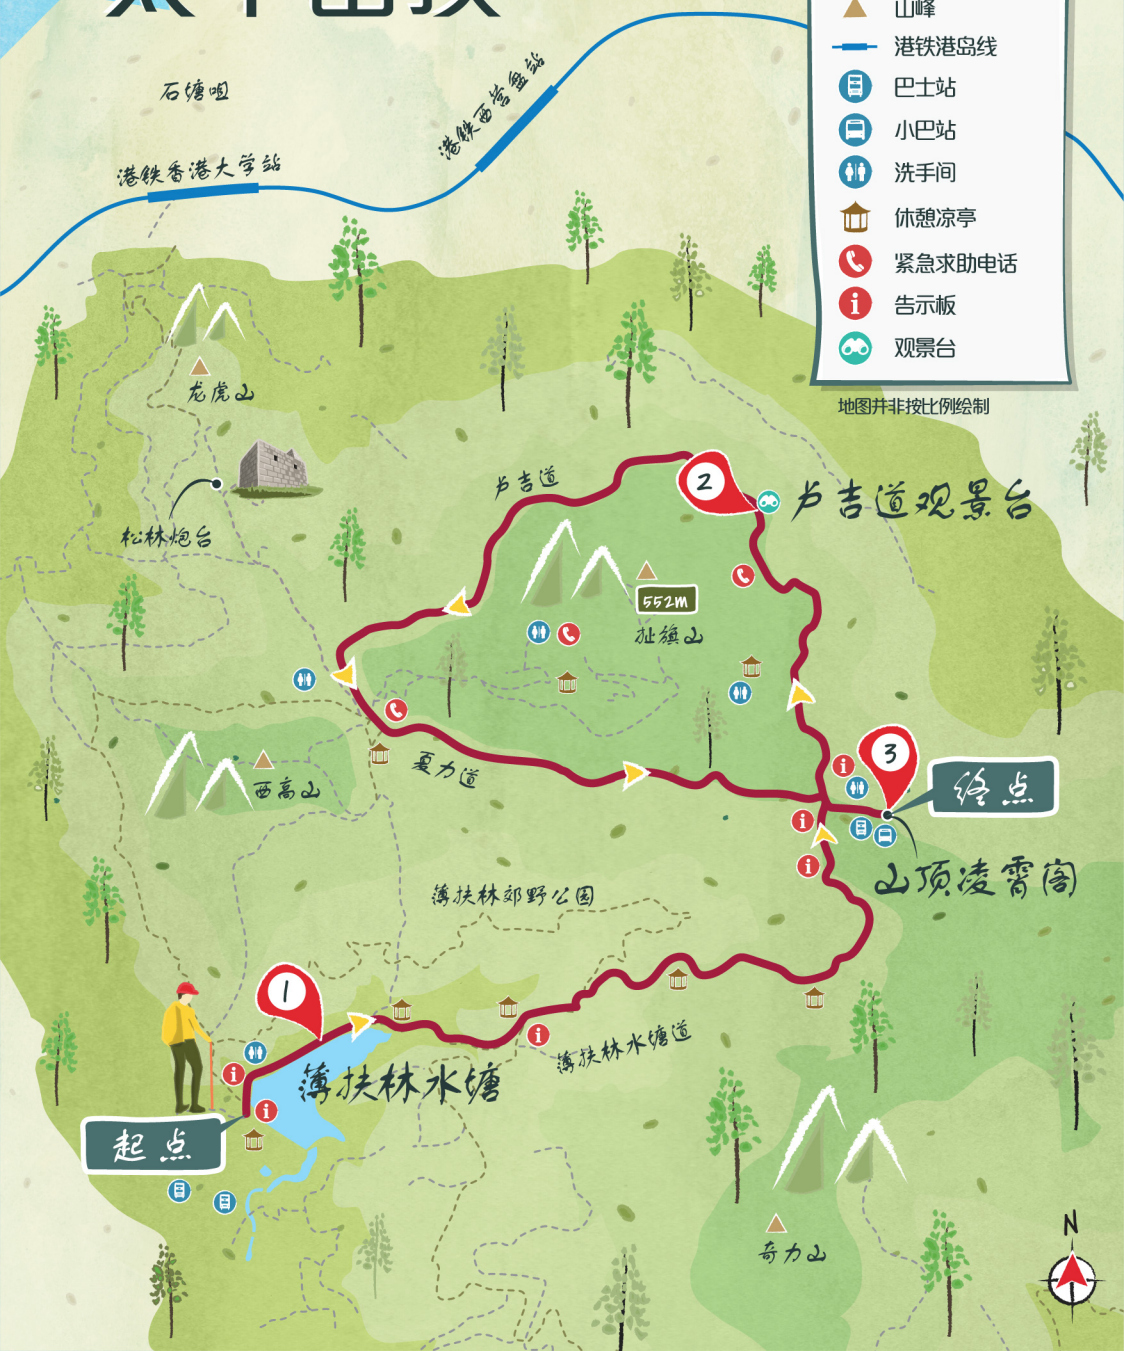 太平山顶
山峰
港铁港岛线
巴士站
小巴站
洗手间
休憩凉亭
紧急求助电话
告示板
观景台
地图并非按比例绘制
石塘咀
港铁西营盘站
港铁香港大学站
龙虎山
松林炮台
卢吉道
2
卢吉道观景台
552m
扯旗山
西高山
夏力道
3
终点
山顶凌霄阁
薄扶林郊野公园
1
薄扶林水塘道
薄扶林水塘
起点
奇力山
N